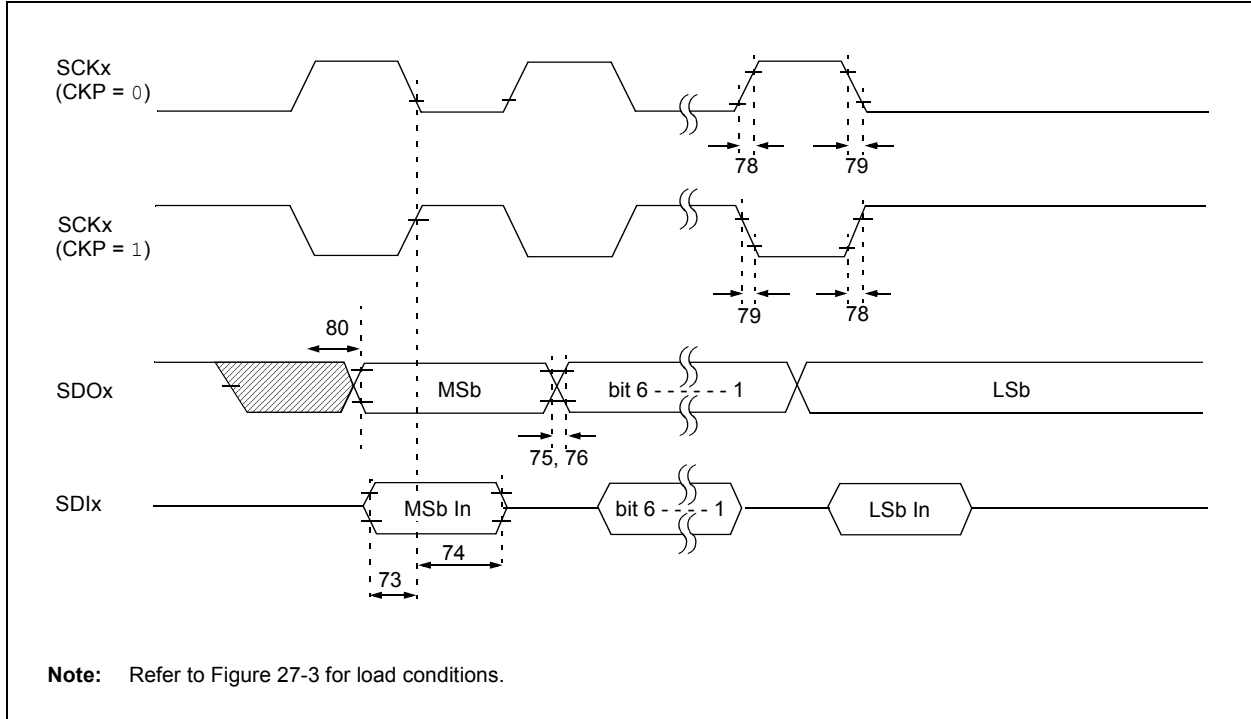 SCKx
(CKP = 0)
78
79
SCKx
(CKP = 1)
79
78
80
SDOx
MSb
bit 6 - - - - - - 1
LSb
75, 76
SDIx
MSb In
bit 6 - - - - - 1
LSb In
74
73
Note: Refer to Figure 27-3 for load conditions.